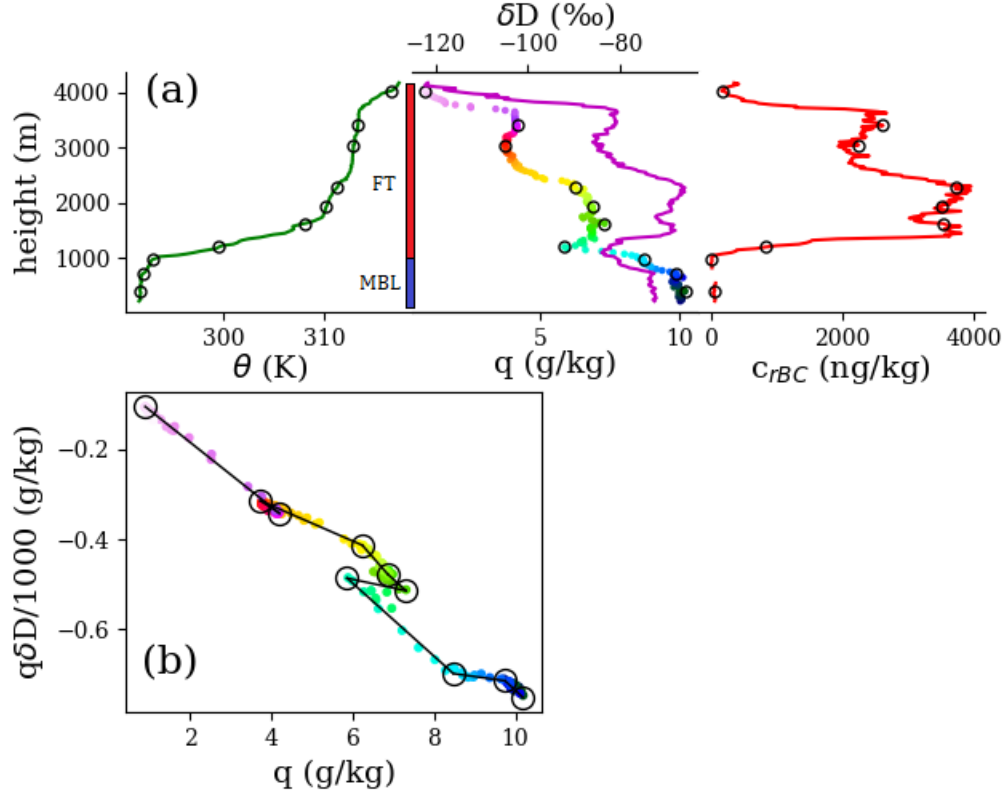 δD (‰)
−120 −100 −80
(a)
4000
3000
2000
1000
height (m)
FT
MBL
300 310
5 10
0 2000 4000
θ (K)
q (g/kg)
c_rBC (ng/kg)
−0.2
−0.4
−0.6
qδD/1000 (g/kg)
(b)
2 4 6 8 10
q (g/kg)